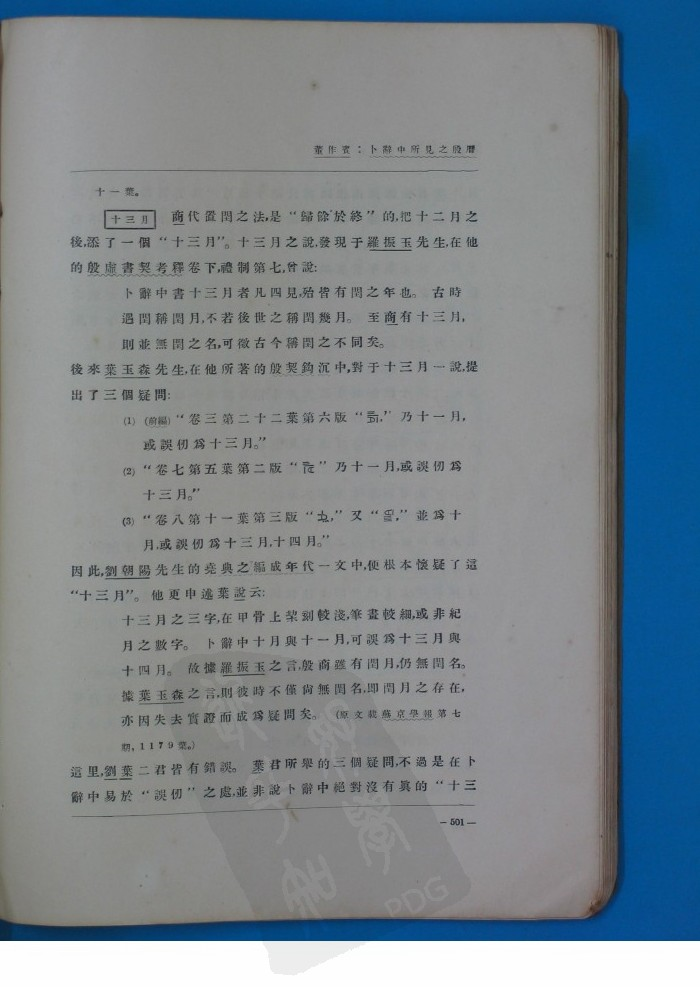 董作賓：卜辭中所見之殷曆
十一葉。
十三月 商代置閏之法，是“歸餘於終”的，把十二月之
後，添了一個“十三月”。十三月之說，發現于羅振玉先生，在他
的殷虛書契考釋卷下，禮制第七，曾說：
卜辭中書十三月者凡四見，殆皆有閏之年也。古時
遇閏稱閏月，不若後世之稱閏幾月。至商有十三月，
則並無閏之名，可徵古今稱閏之不同矣。
後來葉玉森先生，在他所著的殷契鉤沉中，對于十三月一說，提
出了三個疑問：
(1) (前編)“卷三第二十二葉第六版“”乃十一月，
或誤仞爲十三月。”
(2) “卷七第五葉第二版“”乃十一月，或誤仞爲
十三月。”
(3) “卷八第十一葉第三版“，”又“，”並爲十
月，或誤仞爲十三月，十四月。”
因此，劉朝陽先生的堯典之編成年代一文中，便根本懷疑了這
“十三月”。他更申述葉說云：
十三月之三字，在甲骨上栔刻較淺，筆畫較細，或非紀
月之數字。卜辭中十月與十一月，可誤爲十三月與
十四月。故據羅振玉之言，殷商雖有閏月，仍無閏名。
據葉玉森之言，則彼時不僅尙無閏名，卽閏月之存在，
亦因失去實證而成爲疑問矣。(原文載燕京學報第七
期，1179葉。)
這里，劉葉二君皆有錯誤。葉君所舉的三個疑問，不過是在卜
辭中易於“誤仞”之處，並非說卜辭中絕對沒有眞的“十三
— 501 —
PDG